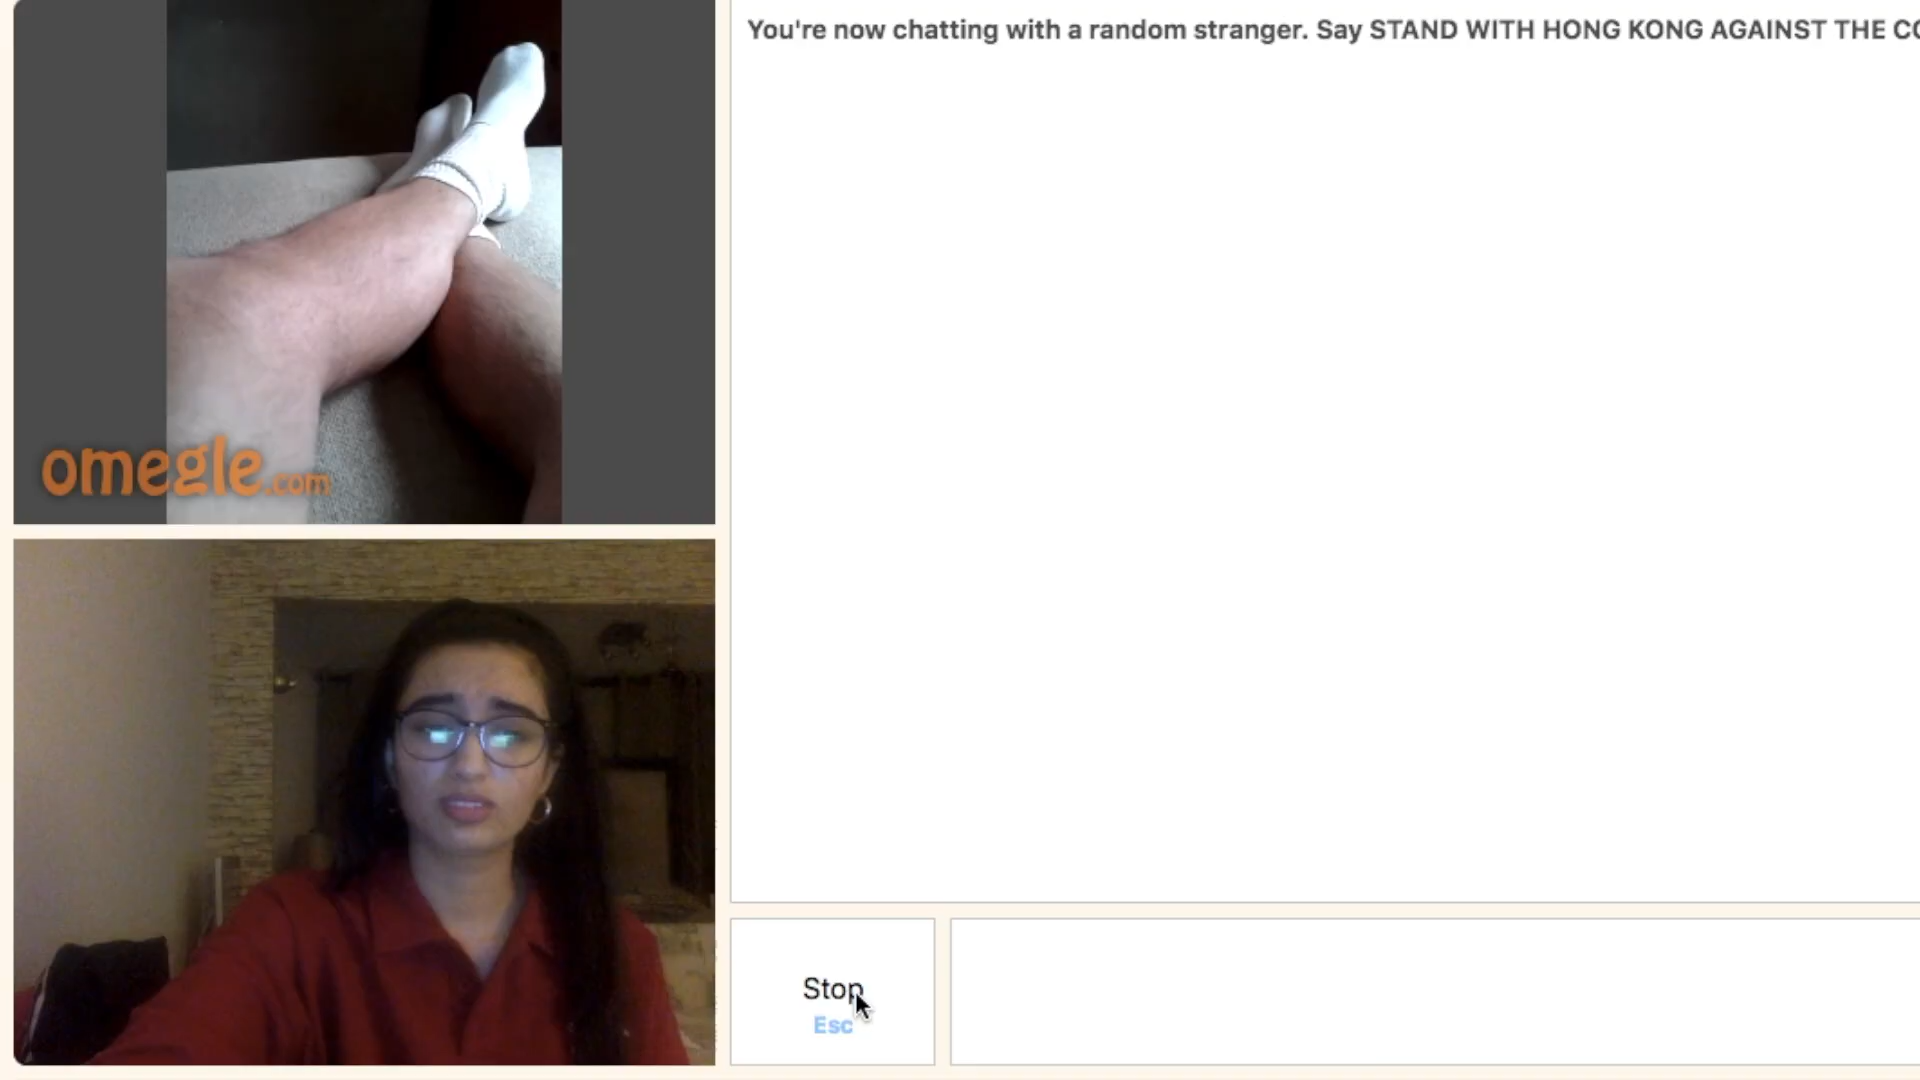 You're now chatting with a random stranger. Say STAND WITH HONG KONG AGAINST THE
omegle.com
Stop
Esc